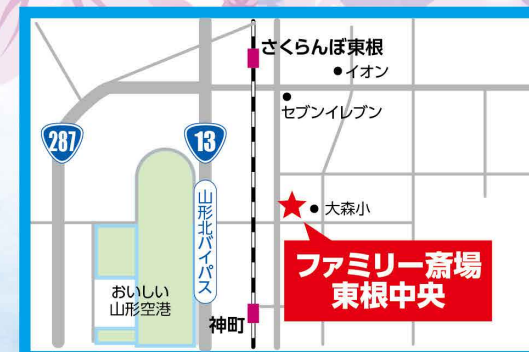 さくらんぼ東根
イオン
セブンイレブン
287
13
山形北バイパス
大森小
ファミリー斎場
東根中央
おいしい
山形空港
神町